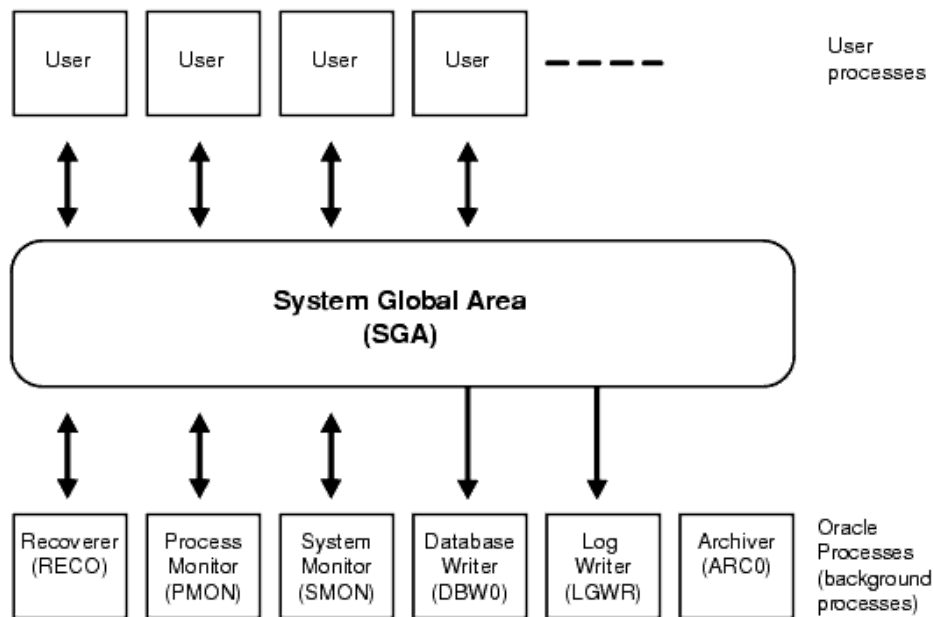 User
User
User
User
User
processes
System Global Area
(SGA)
Recoverer
(RECO)
Process
Monitor
(PMON)
System
Monitor
(SMON)
Database
Writer
(DBW0)
Log
Writer
(LGWR)
Archiver
(ARC0)
Oracle
Processes
(background
processes)